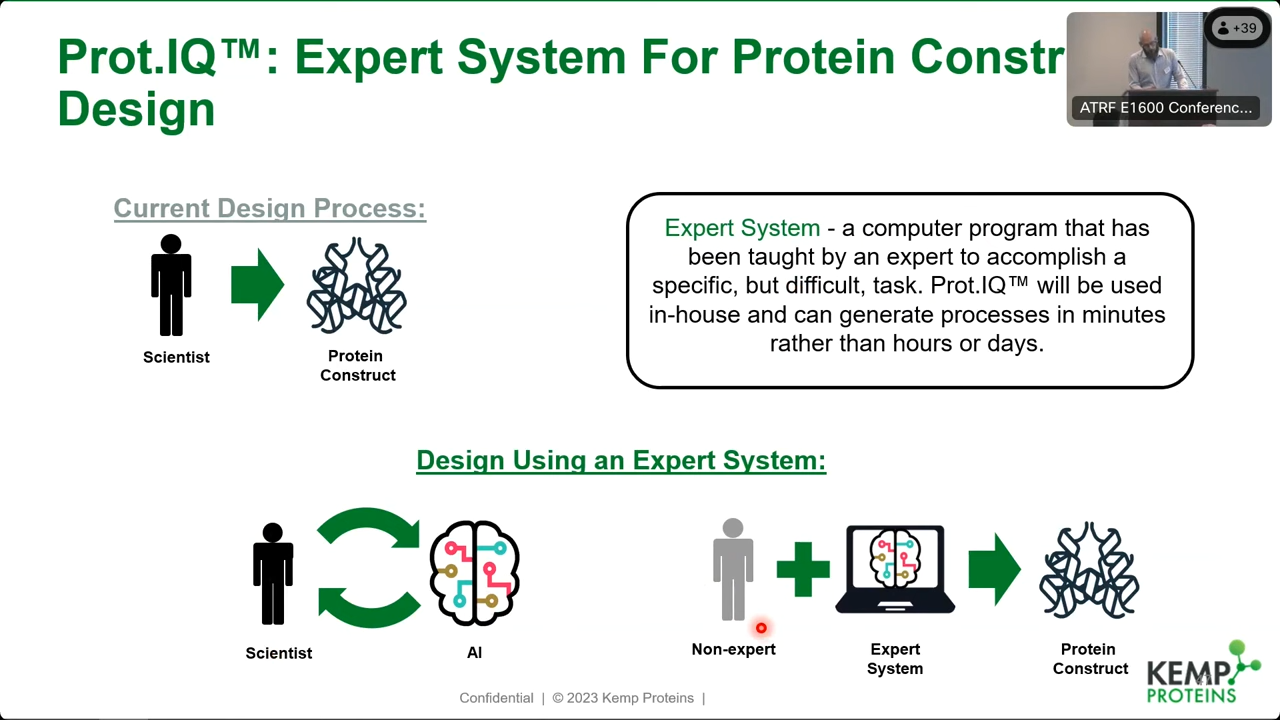 Prot.IQ™: Expert System For Protein Constr
Design
+39
ATRF E1600 Conferenc...
Current Design Process:
Scientist
Protein
Construct
Expert System - a computer program that has
been taught by an expert to accomplish a
specific, but difficult, task. Prot.IQ™ will be used
in-house and can generate processes in minutes
rather than hours or days.
Design Using an Expert System:
Scientist
AI
Non-expert
Expert
System
Protein
Construct
KEMP
PROTEINS
Confidential | © 2023 Kemp Proteins |